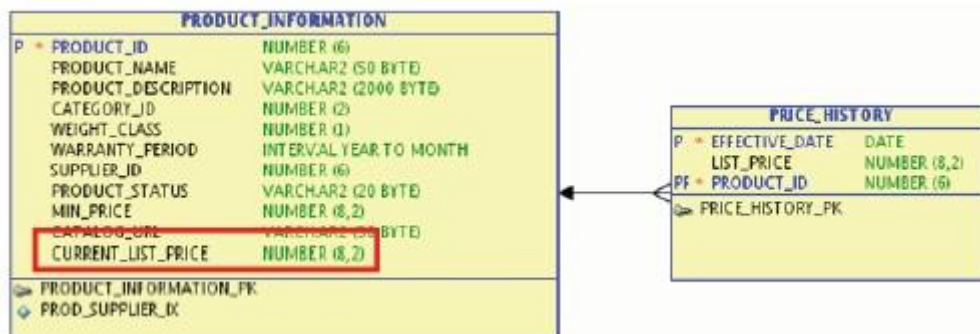 PRODUCT_INFORMATION
P * PRODUCT_ID NUMBER (6)
PRODUCT_NAME VARCHAR2 (50 BYTE)
PRODUCT_DESCRIPTION VARCHAR2 (2000 BYTE)
CATEGORY_ID NUMBER (2)
WEIGHT_CLASS NUMBER (1)
WARRANTY_PERIOD INTERVAL YEAR TO MONTH
SUPPLIER_ID NUMBER (6)
PRODUCT_STATUS VARCHAR2 (20 BYTE)
MIN_PRICE NUMBER (8,2)
CATALOG_URL VARCHAR2 BYTE)
CURRENT_LIST_PRICE NUMBER (8,2)
PRODUCT_INFORMATION_PK
PROD_SUPPLIER_IX
PRICE_HISTORY
P * EFFECTIVE_DATE DATE
LIST_PRICE NUMBER (8,2)
PF * PRODUCT_ID NUMBER (6)
PRICE_HISTORY_PK